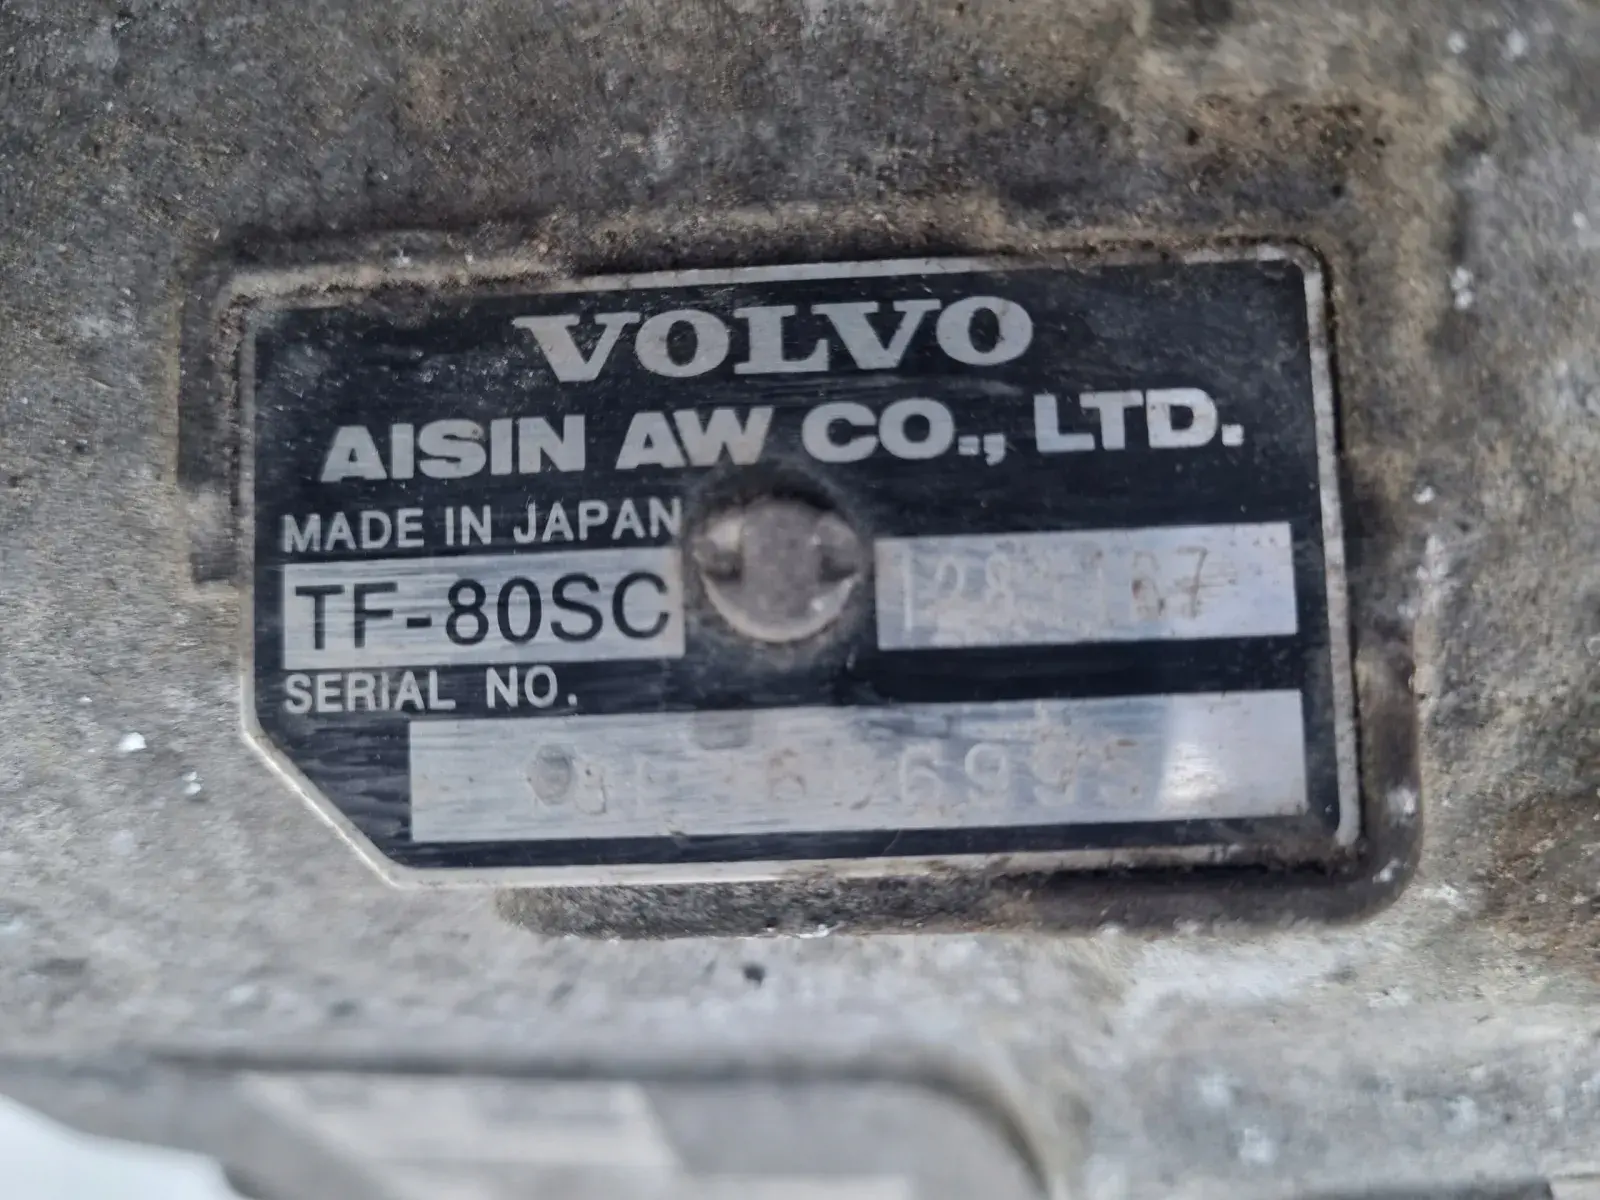 VOLVO
AISIN AW CO., LTD.
MADE IN JAPAN
TF-80SC
SERIAL NO.